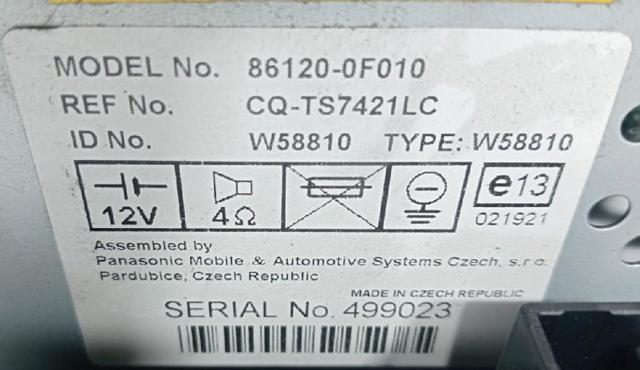 MODEL No. 86120-0F010
REF No. CQ-TS7421LC
ID No. W58810 TYPE: W58810
12V 4Ω e13
021921
Assembled by
Panasonic Mobile & Automotive Systems Czech, s.r.o.
Pardubice, Czech Republic
MADE IN CZECH REPUBLIC
SERIAL No. 499023